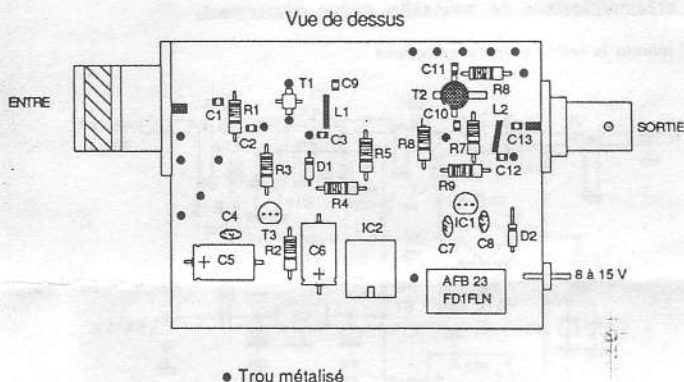 Vue de dessus
ENTRE
C1
R1
C2
T1
C9
L1
C3
R3
D1
R4
R5
C11
R8
T2
C10
R8
R7
L2
C13
C12
R9
SORTIE
C4
C5
+
T3
R2
C6
+
IC2
IC1
C7
C8
D2
AFB 23
FD1FLN
8 à 15 V
Trou métalisé